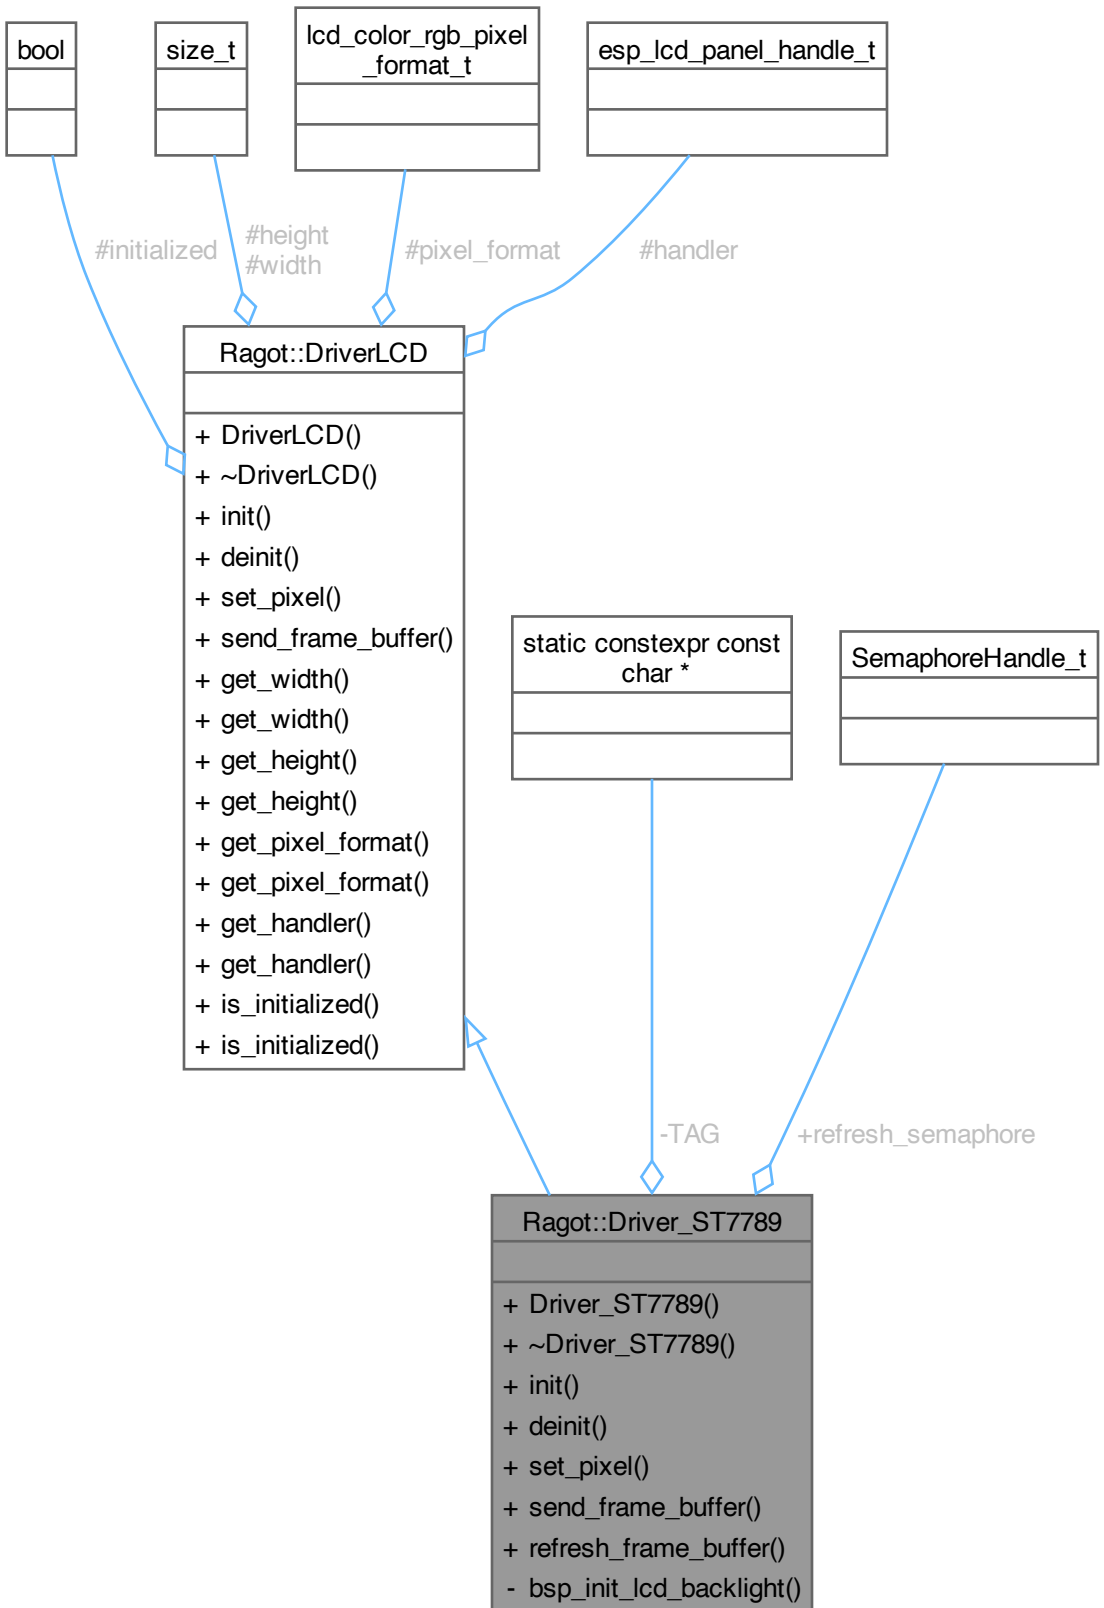 bool
size_t
lcd_color_rgb_pixel
_format_t
esp_lcd_panel_handle_t
#initialized
#height
#width
#pixel_format
#handler
Ragot::DriverLCD
+ DriverLCD()
+ ~DriverLCD()
+ init()
+ deinit()
+ set_pixel()
+ send_frame_buffer()
+ get_width()
+ get_width()
+ get_height()
+ get_height()
+ get_pixel_format()
+ get_pixel_format()
+ get_handler()
+ get_handler()
+ is_initialized()
+ is_initialized()
static constexpr const
char *
SemaphoreHandle_t
-TAG
+refresh_semaphore
Ragot::Driver_ST7789
+ Driver_ST7789()
+ ~Driver_ST7789()
+ init()
+ deinit()
+ set_pixel()
+ send_frame_buffer()
+ refresh_frame_buffer()
- bsp_init_lcd_backlight()